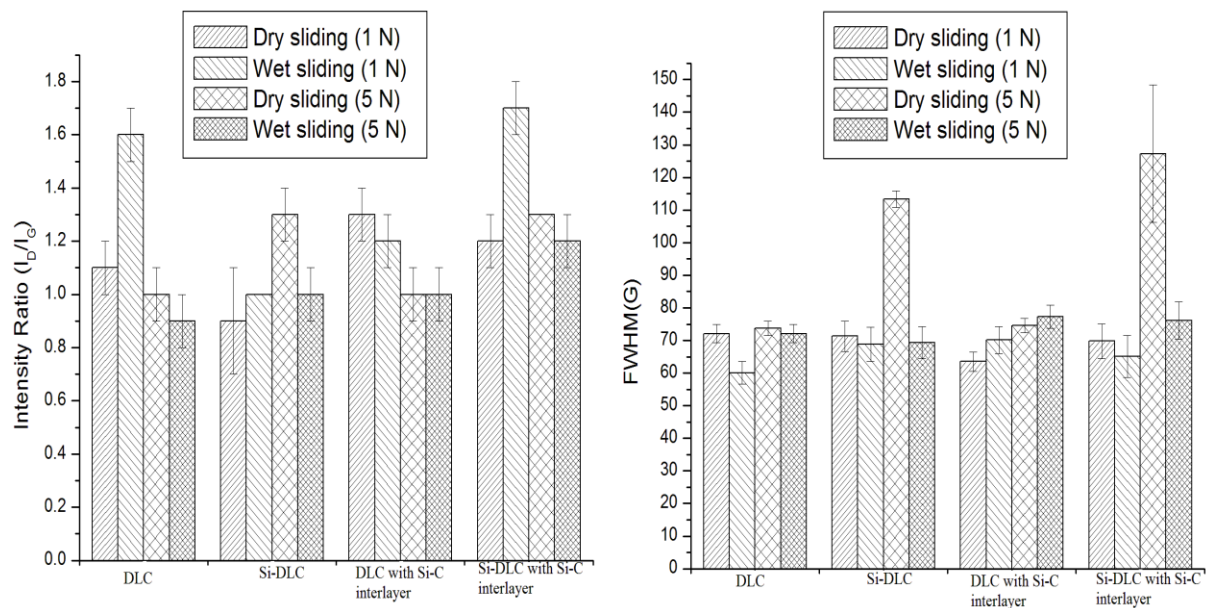 Dry sliding (1 N)
Wet sliding (1 N)
Dry sliding (5 N)
Wet sliding (5 N)
Intensity Ratio (I_D/I_G)
1.8
1.6
1.4
1.2
1.0
0.8
0.6
0.4
0.2
0.0
DLC
Si-DLC
DLC with Si-C
interlayer
Si-DLC with Si-C
interlayer
Dry sliding (1 N)
Wet sliding (1 N)
Dry sliding (5 N)
Wet sliding (5 N)
FWHM(G)
150
140
130
120
110
100
90
80
70
60
50
40
30
20
10
0
DLC
Si-DLC
DLC with Si-C
interlayer
Si-DLC with Si-C
interlayer